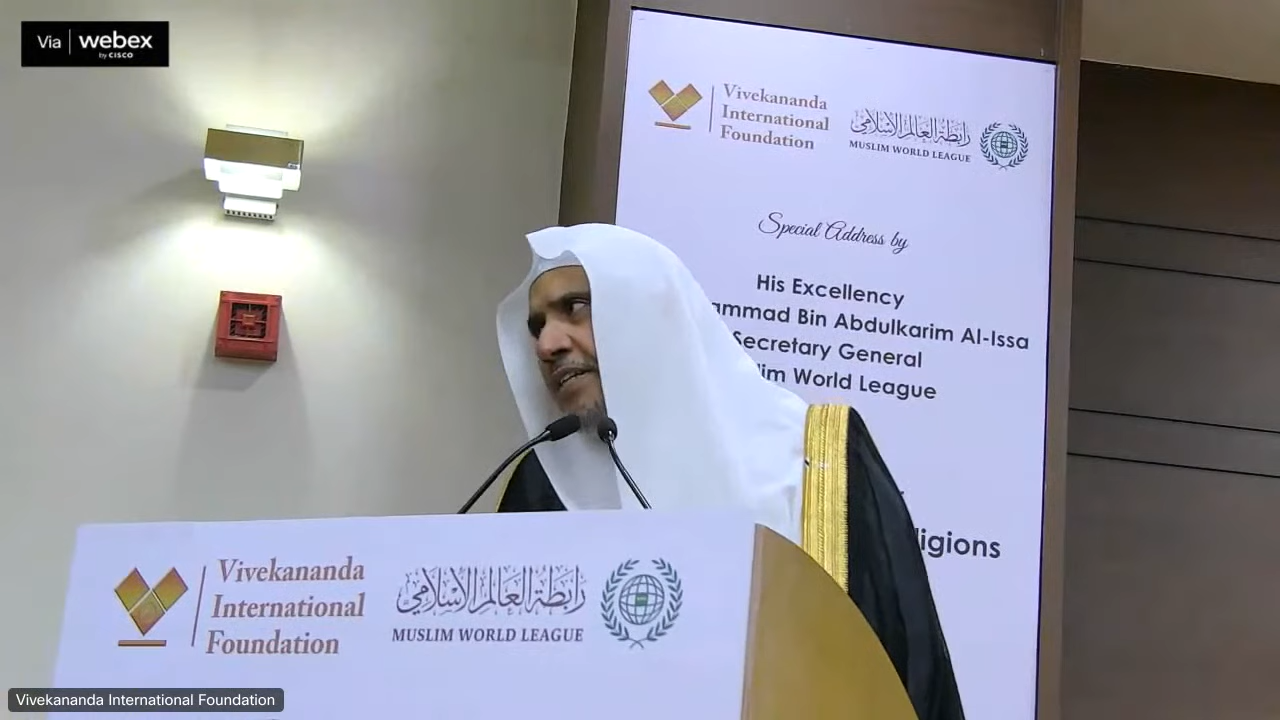 Via webex
by CISCO
Vivekananda
International
Foundation
رابطة العالم الإسلامي
MUSLIM WORLD LEAGUE
Special Address by
His Excellency
ammad Bin Abdulkarim Al-Issa
Secretary General
im World League
ligions
Vivekananda
International
Foundation
رابطة العالم الإسلامي
MUSLIM WORLD LEAGUE
Vivekananda International Foundation